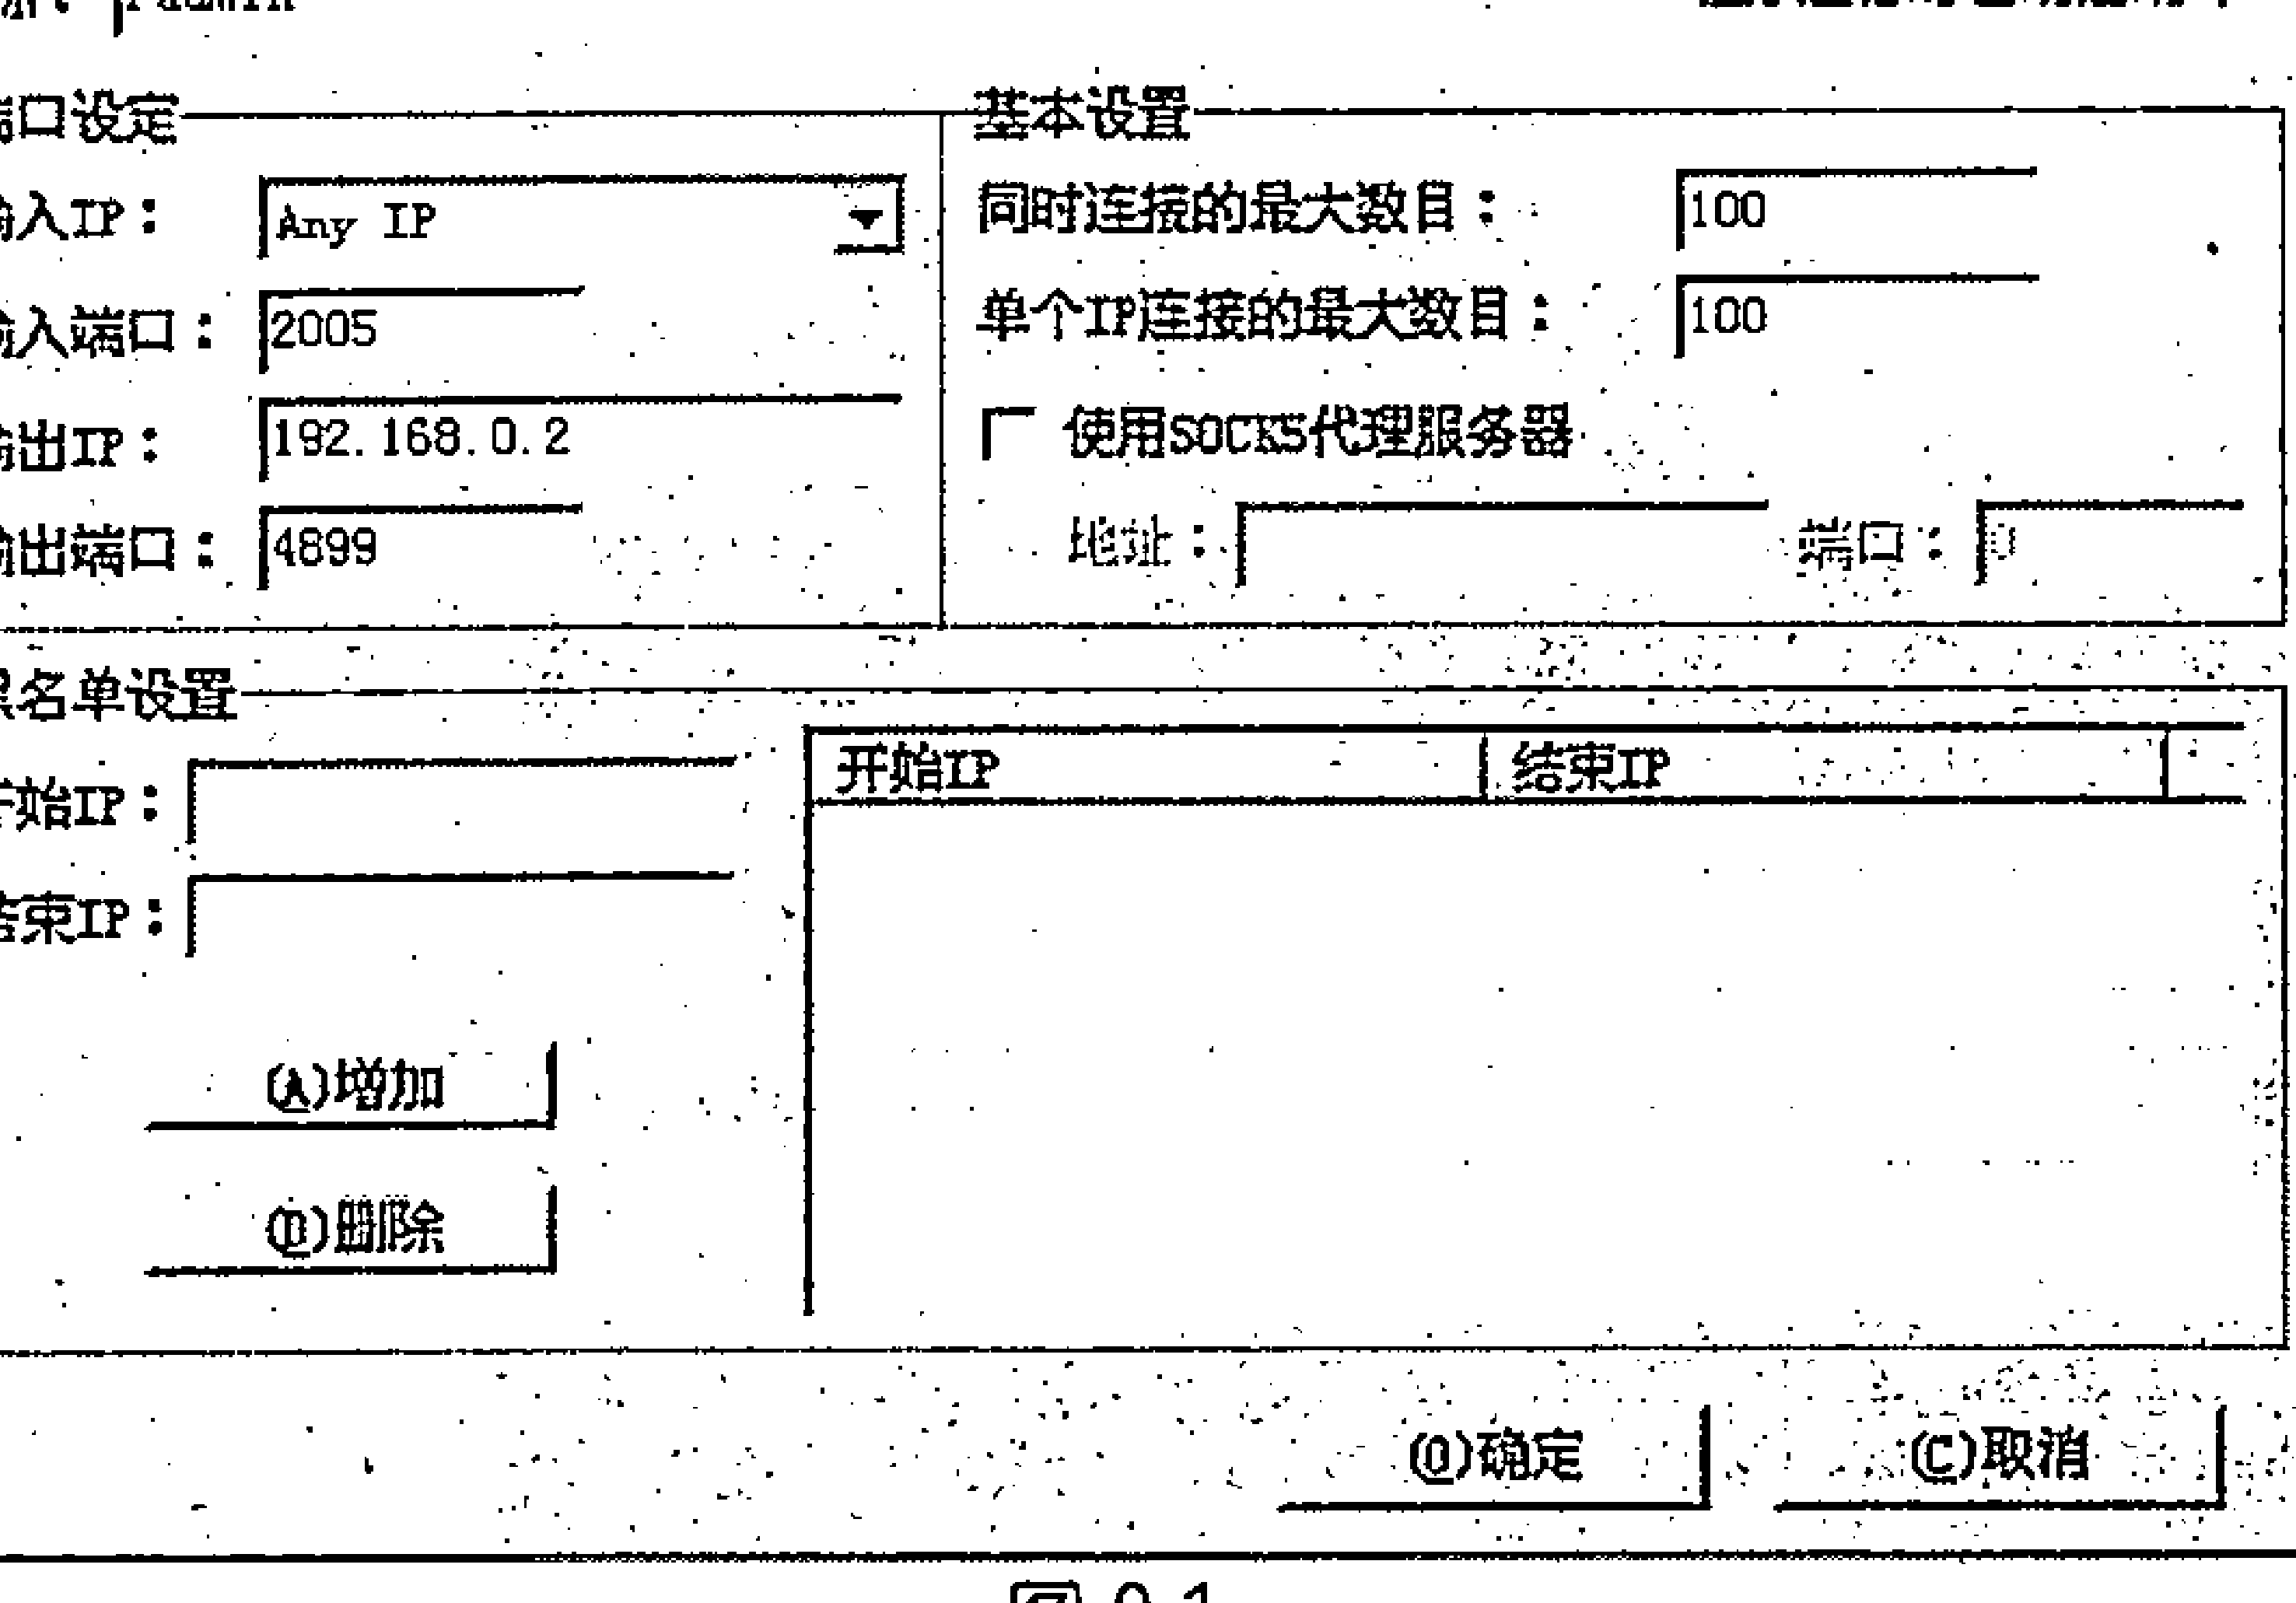 口设定
基本设置
入IP：
Any IP
同时连接的最大数目：
100
入端口：
2005
单个IP连接的最大数目：
100
出IP：
192.168.0.2
使用SOCKS代理服务器
出端口：
4899
地址：
端口：
名单设置
开始IP
结束IP
始IP：
束IP：
(A)增加
(D)删除
(O)确定
(C)取消